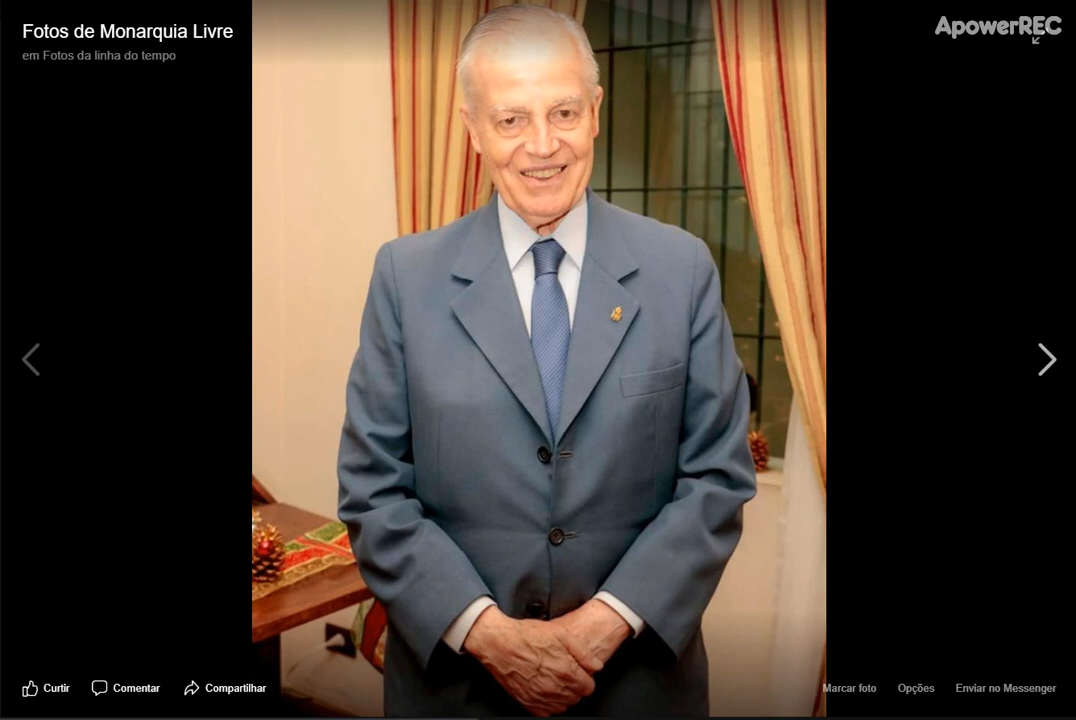 Fotos de Monarquia Livre
em Fotos da linha do tempo
ApowerREC
Curtir
Comentar
Compartilhar
Marcar foto
Opções
Enviar no Messenger